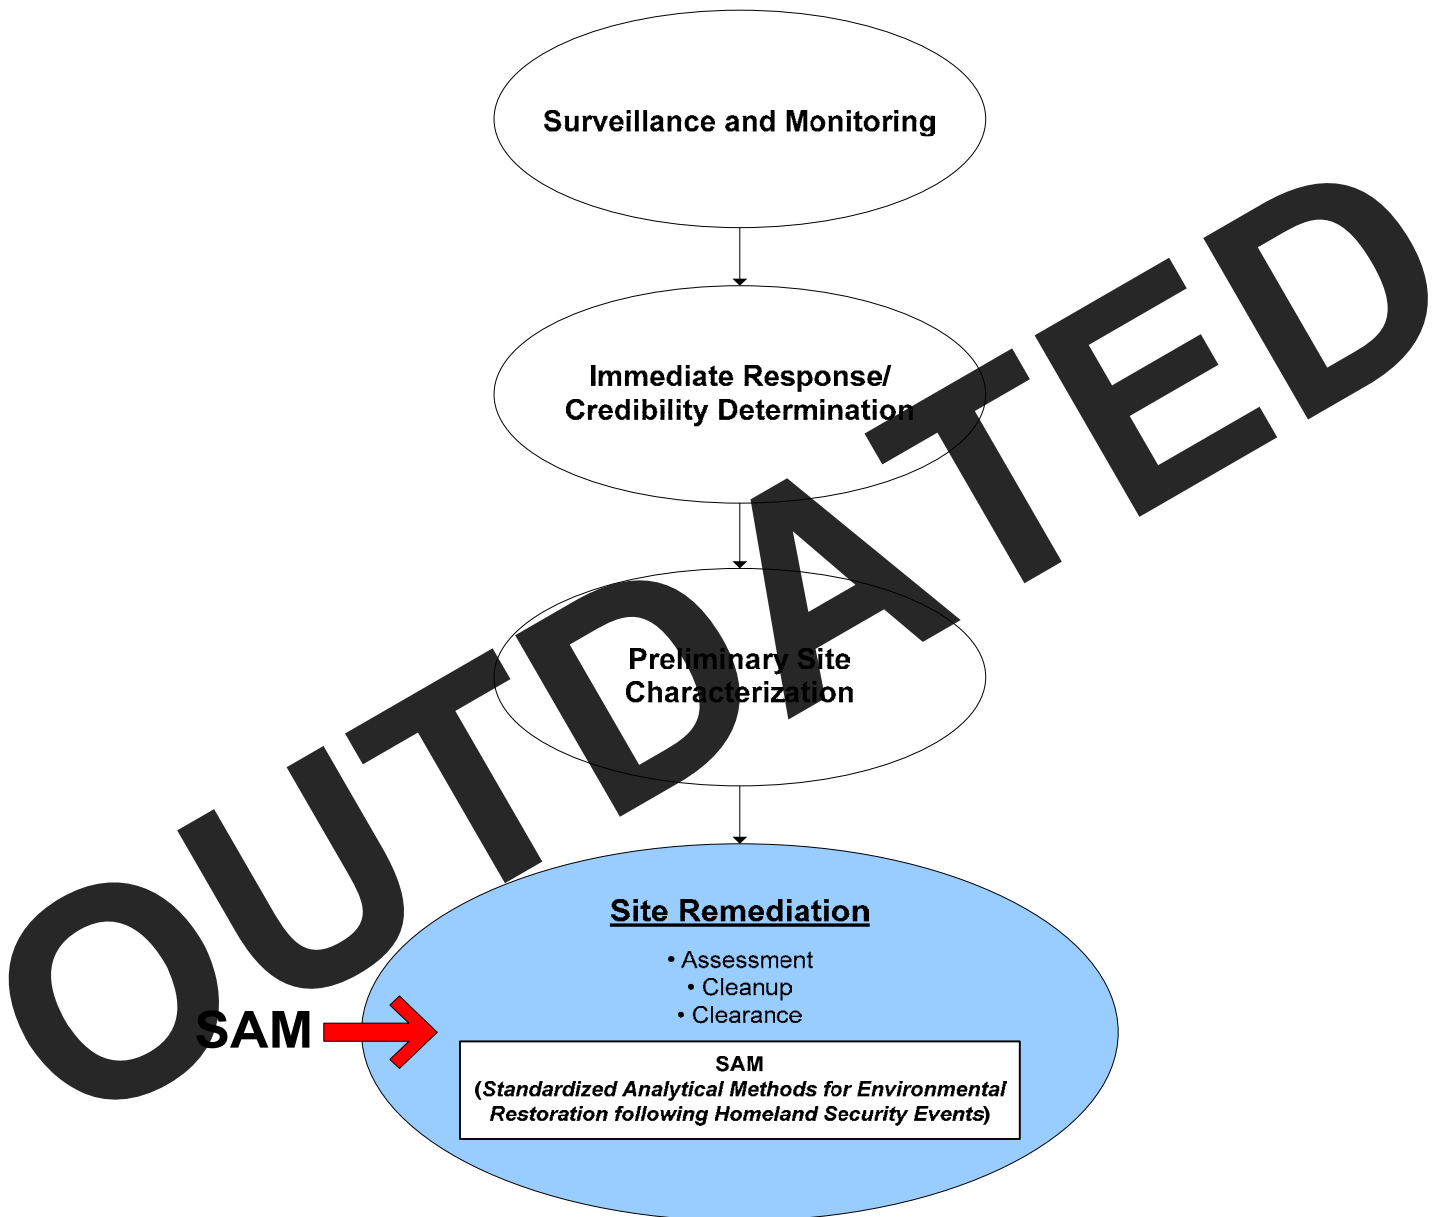 Surveillance and Monitoring
Immediate Response/
Credibility Determination
Preliminary Site
Characterization
Site Remediation
• Assessment
• Cleanup
• Clearance
SAM
SAM
(Standardized Analytical Methods for Environmental
Restoration following Homeland Security Events)
OUTDATED